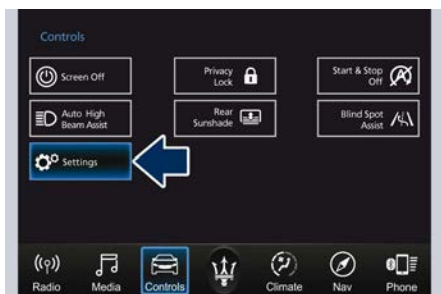 Controls
Screen Off
Privacy
Lock
Start & Stop
Off
Auto High
Beam Assist
Rear
Sunshade
Blind Spot
Assist
Settings
Radio Media Controls Climate Nav Phone